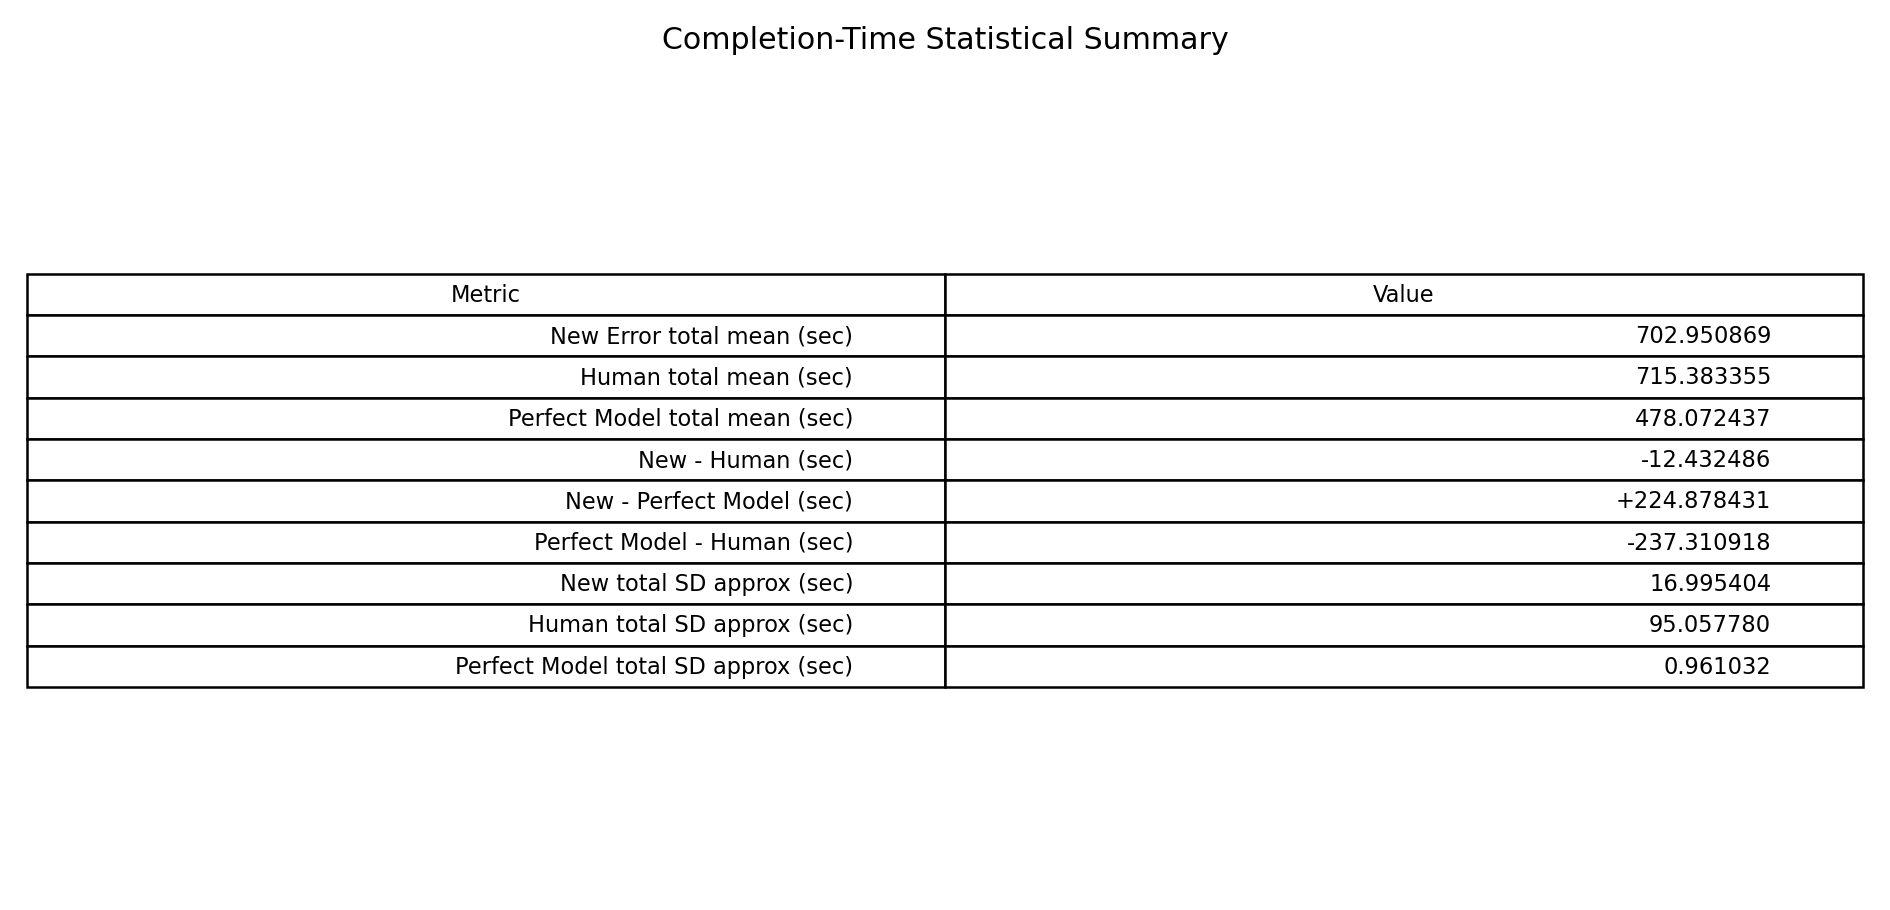 Completion-Time Statistical Summary
Metric Value
New Error total mean (sec) 702.950869
Human total mean (sec) 715.383355
Perfect Model total mean (sec) 478.072437
New - Human (sec) -12.432486
New - Perfect Model (sec) +224.878431
Perfect Model - Human (sec) -237.310918
New total SD approx (sec) 16.995404
Human total SD approx (sec) 95.057780
Perfect Model total SD approx (sec) 0.961032